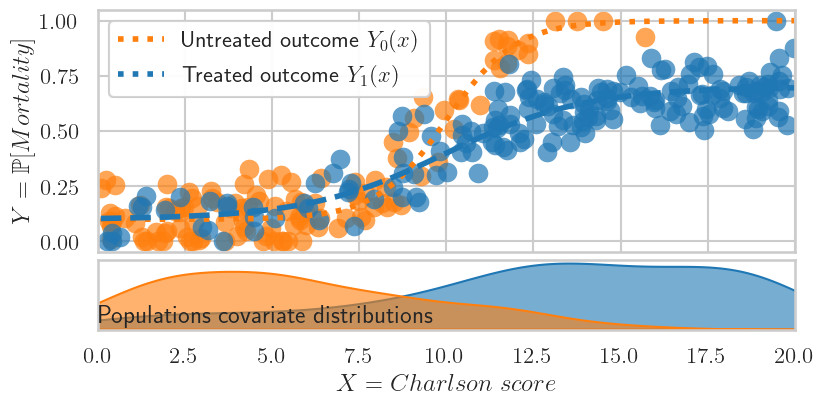 1.00
0.75
0.50
0.25
0.00
Y = ℙ[Mortality]
Untreated outcome Y₀(x)
Treated outcome Y₁(x)
Populations covariate distributions
0.0 2.5 5.0 7.5 10.0 12.5 15.0 17.5 20.0
X = Charlson score